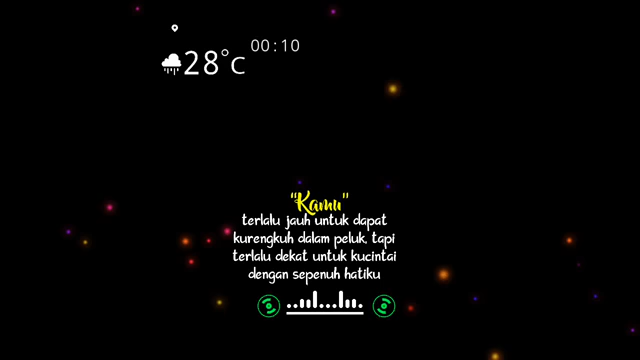 28°C
00:10
"Kamu"
terlalu jauh untuk dapat
kurengkuh dalam peluk, tapi
terlalu dekat untuk kucintai
dengan sepenuh hatiku